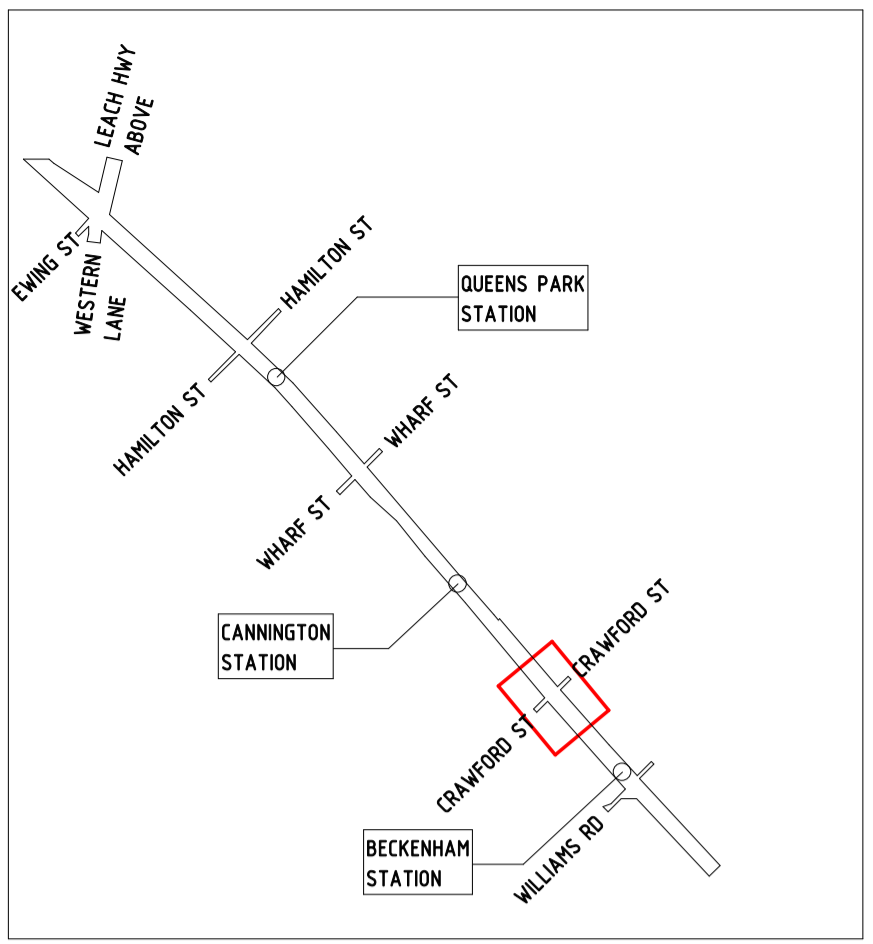 LEACH HWY
ABOVE
EWING ST
WESTERN
LANE
HAMILTON ST
QUEENS PARK
STATION
HAMILTON ST
WHARF ST
WHARF ST
CANNINGTON
STATION
CRAWFORD ST
CRAWFORD ST
BECKENHAM
STATION
WILLIAMS RD